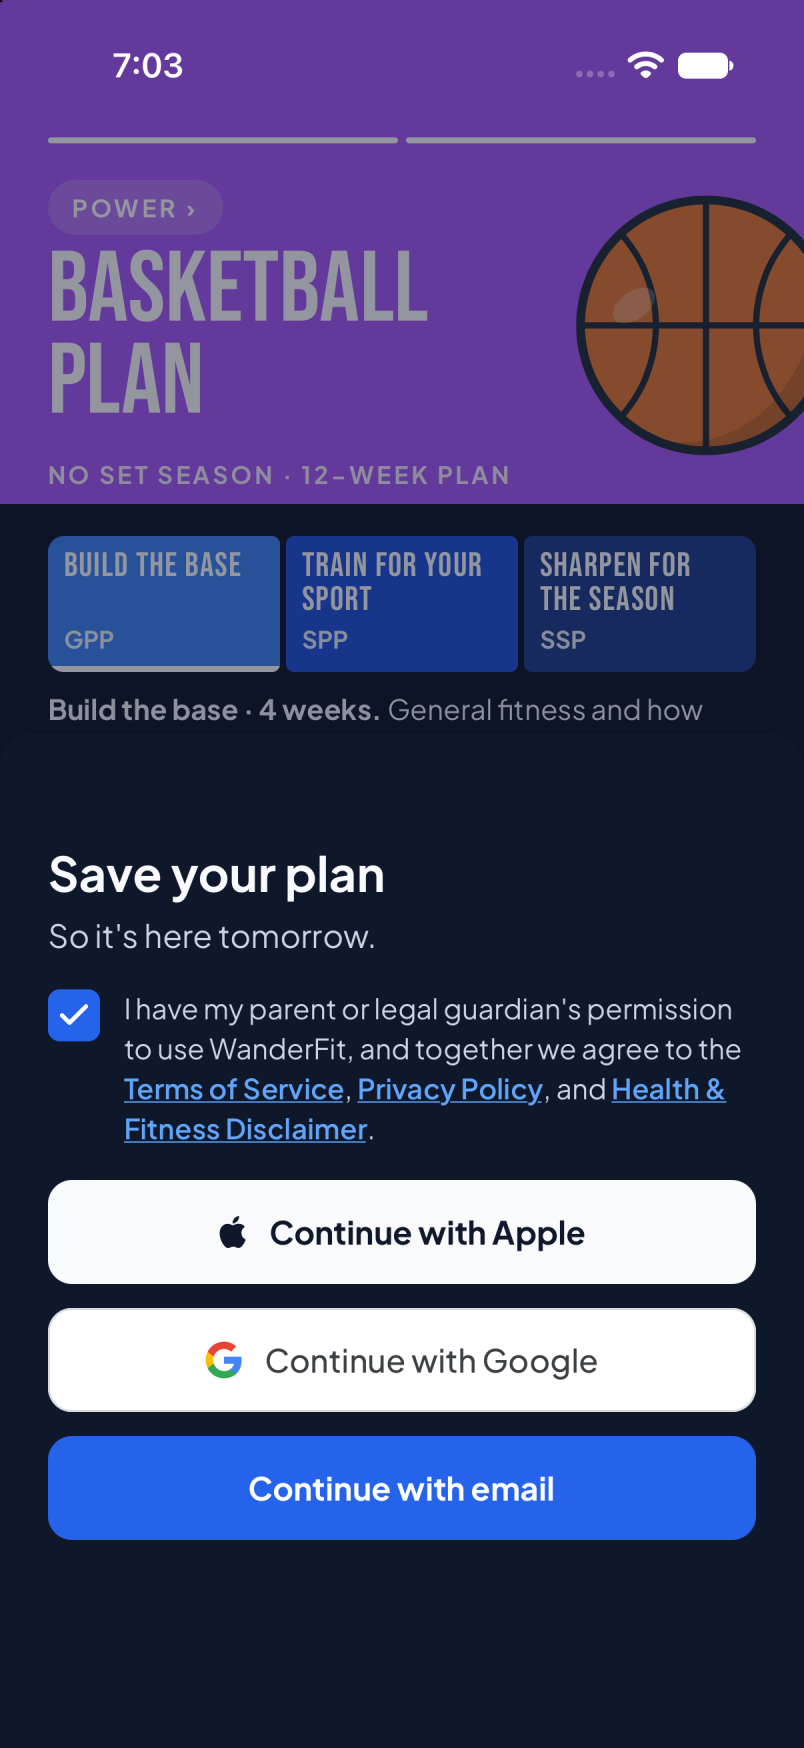 7:03
POWER ›
BASKETBALL
PLAN
NO SET SEASON · 12–WEEK PLAN
BUILD THE BASE
GPP
TRAIN FOR YOUR
SPORT
SPP
SHARPEN FOR
THE SEASON
SSP
Build the base · 4 weeks. General fitness and how
Save your plan
So it's here tomorrow.
I have my parent or legal guardian's permission
to use WanderFit, and together we agree to the
Terms of Service, Privacy Policy, and Health &
Fitness Disclaimer.
Continue with Apple
Continue with Google
Continue with email